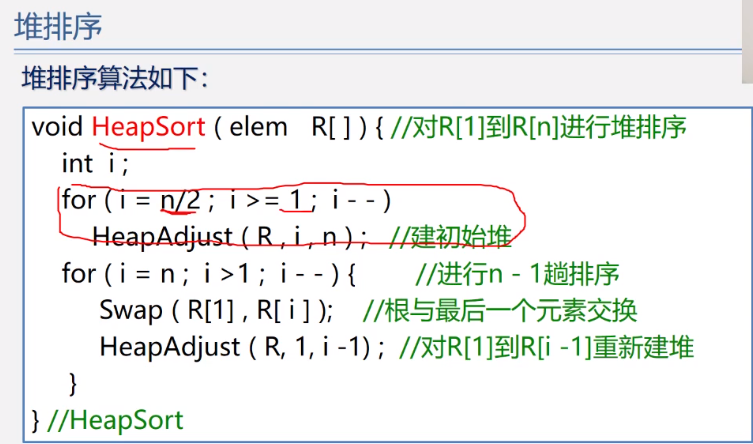 堆排序
堆排序算法如下：
void HeapSort ( elem R[ ] ) { //对R[1]到R[n]进行堆排序
int i ;
for ( i = n/2 ; i >= 1 ; i - - )
HeapAdjust ( R , i , n ) ; //建初始堆
for ( i = n ; i >1 ; i - - ) { //进行n - 1趟排序
Swap ( R[1] , R[ i ] ); //根与最后一个元素交换
HeapAdjust ( R, 1, i -1) ; //对R[1]到R[i -1]重新建堆
}
} //HeapSort